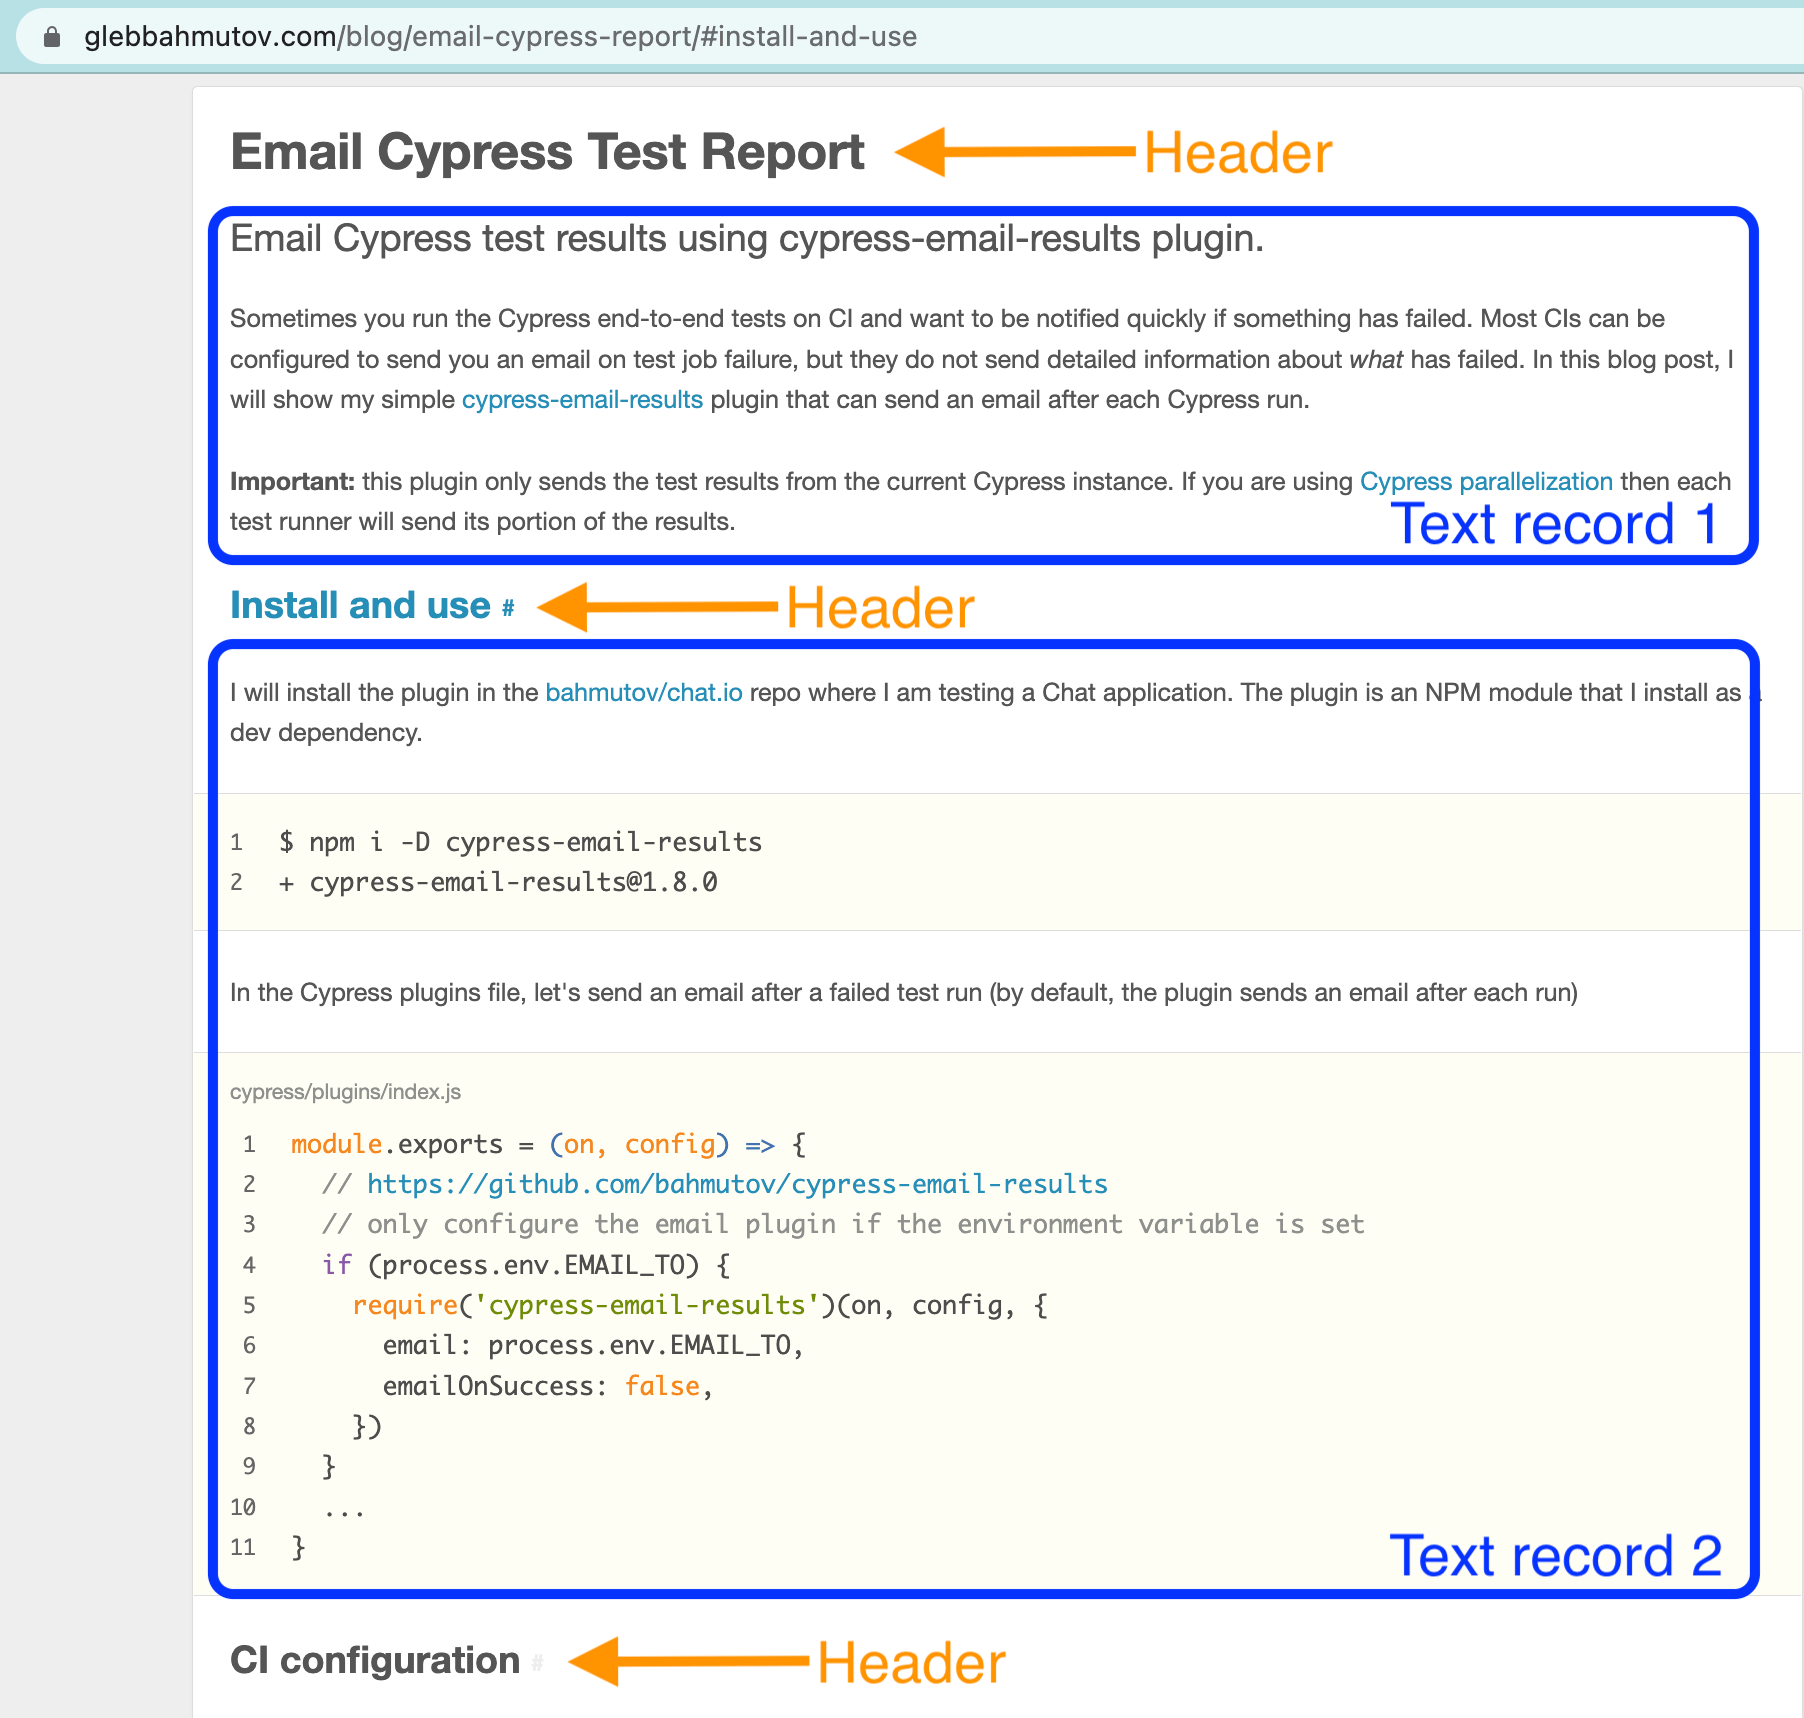 glebbahmutov.com/blog/email-cypress-report/#install-and-use
Email Cypress Test Report
Header
Email Cypress test results using cypress-email-results plugin.
Sometimes you run the Cypress end-to-end tests on CI and want to be notified quickly if something has failed. Most CIs can be
configured to send you an email on test job failure, but they do not send detailed information about what has failed. In this blog post, I
will show my simple cypress-email-results plugin that can send an email after each Cypress run.
Important: this plugin only sends the test results from the current Cypress instance. If you are using Cypress parallelization then each
test runner will send its portion of the results.
Text record 1
Install and use #
Header
I will install the plugin in the bahmutov/chat.io repo where I am testing a Chat application. The plugin is an NPM module that I install as a
dev dependency.
1 $ npm i -D cypress-email-results
2 + cypress-email-results@1.8.0
In the Cypress plugins file, let's send an email after a failed test run (by default, the plugin sends an email after each run)
cypress/plugins/index.js
1 module.exports = (on, config) => {
2 // https://github.com/bahmutov/cypress-email-results
3 // only configure the email plugin if the environment variable is set
4 if (process.env.EMAIL_TO) {
5 require('cypress-email-results')(on, config, {
6 email: process.env.EMAIL_TO,
7 emailOnSuccess: false,
8 })
9 }
10 ...
11 }
Text record 2
CI configuration #
Header